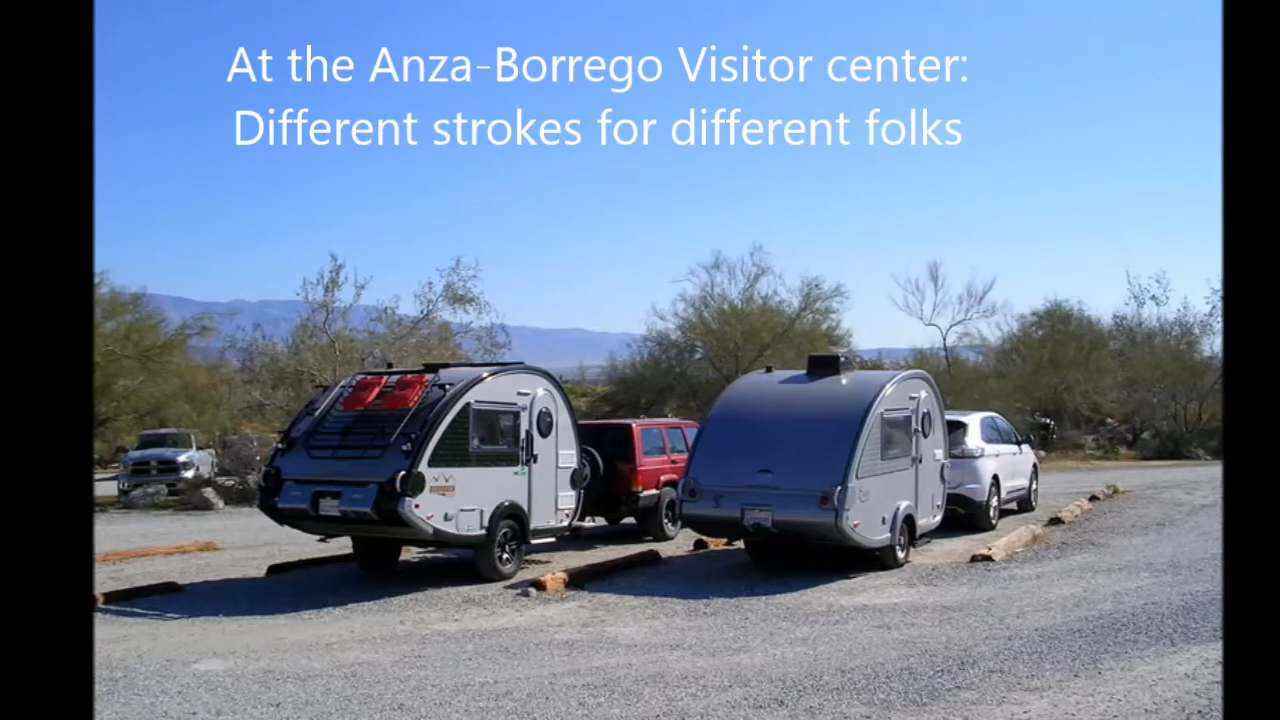 At the Anza-Borrego Visitor center:
Different strokes for different folks